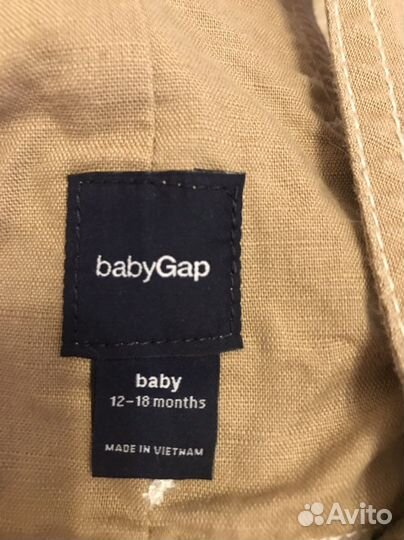 babyGap
baby
12-18 months
MADE IN VIETNAM
Avito